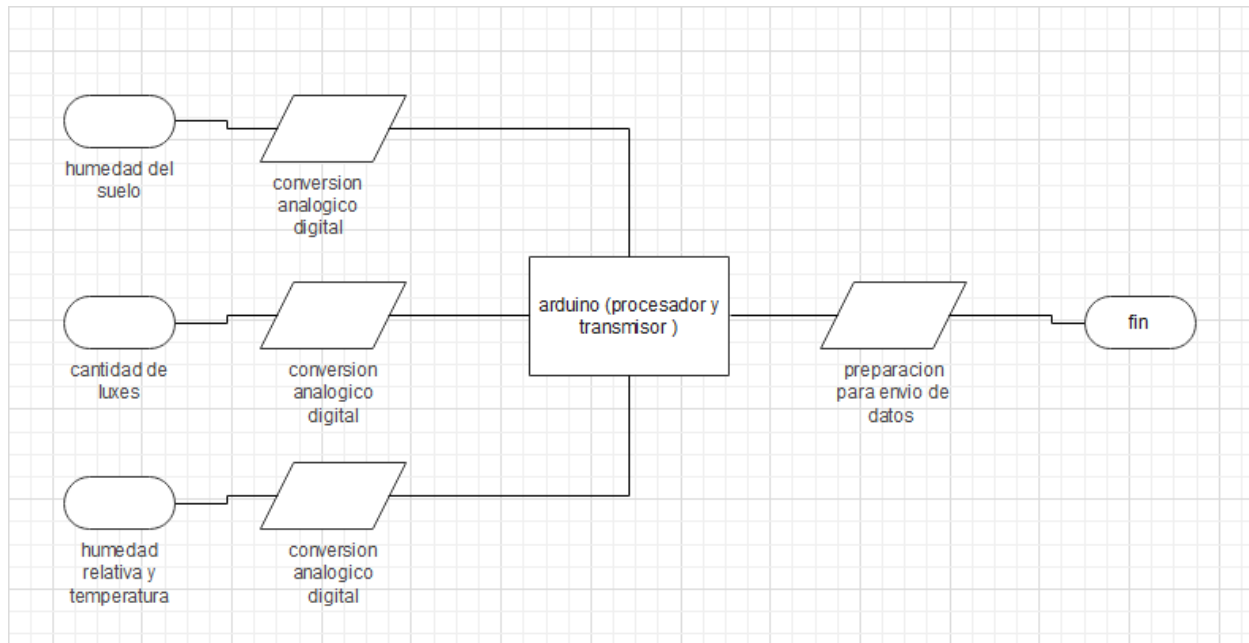 humedad del
suelo
conversion
analogico
digital
cantidad de
luxes
conversion
analogico
digital
arduino (procesador y
transmisor )
preparacion
para envio de
datos
fin
humedad
relativa y
temperatura
conversion
analogico
digital